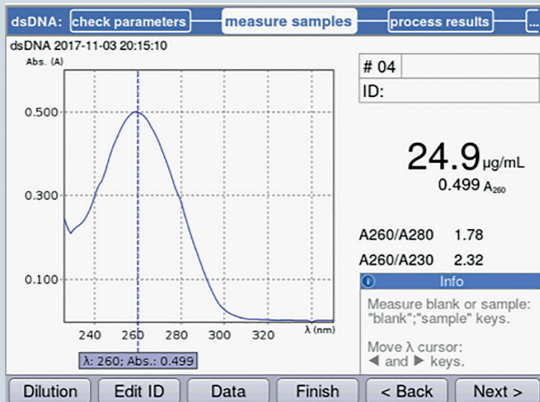 dsDNA: check parameters measure samples process results ...
dsDNA 2017-11-03 20:15:10
Abs. (A)
0.500
0.300
0.100
240 260 280 300 320 λ (nm)
λ: 260; Abs.: 0.499
# 04
ID:
24.9 µg/mL
0.499 A260
A260/A280 1.78
A260/A230 2.32
i Info
Measure blank or sample:
"blank";"sample" keys.
Move λ cursor:
◀ and ▶ keys.
Dilution Edit ID Data Finish < Back Next >